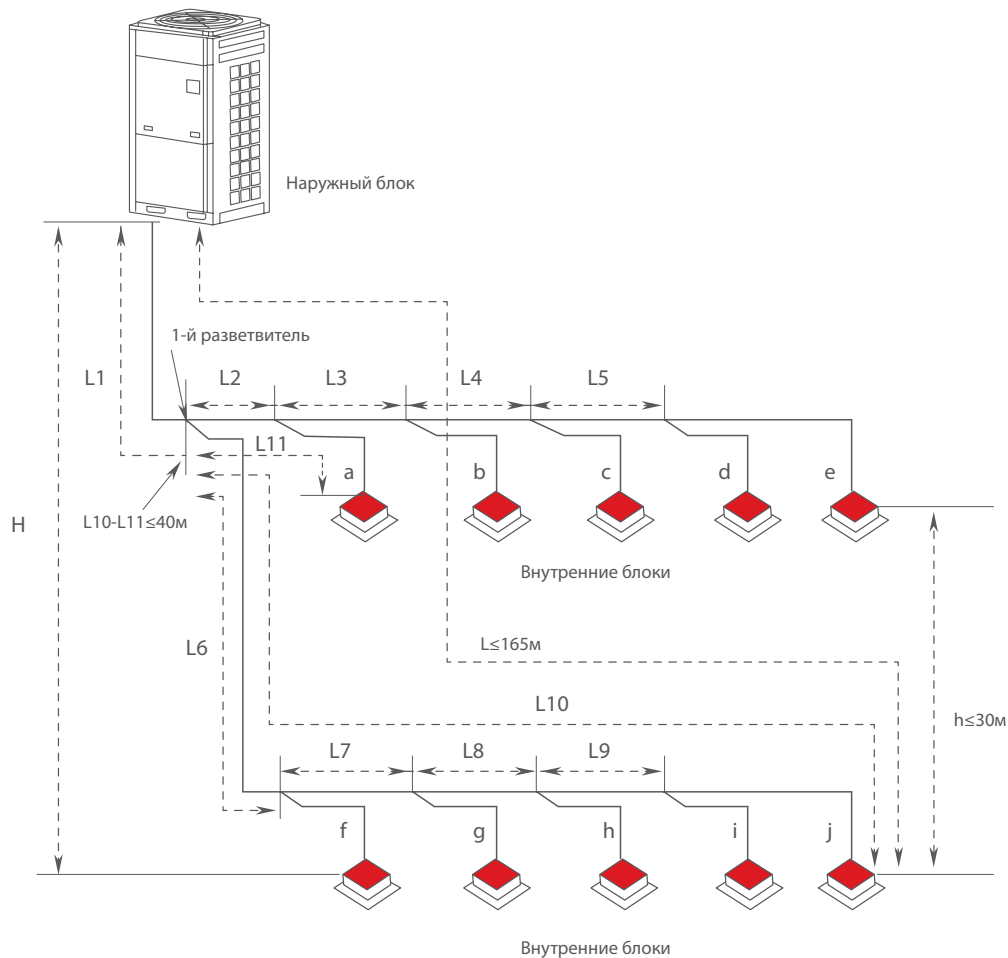 Наружный блок
1-й разветвитель
L1
L2
L3
L4
L5
L11
a
b
c
d
e
L10-L11≤40м
H
Внутренние блоки
L6
L≤165м
L10
h≤30м
L7
L8
L9
f
g
h
i
j
Внутренние блоки